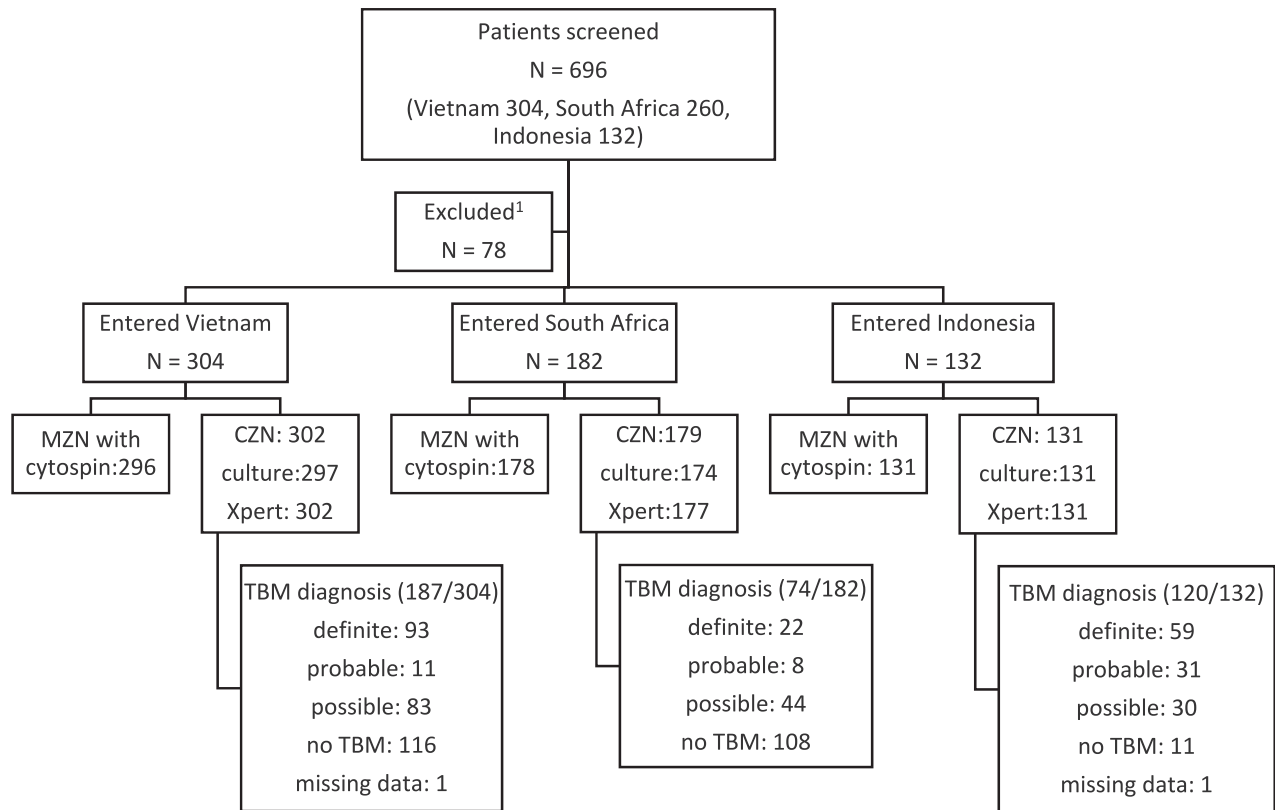 Patients screened
N = 696
(Vietnam 304, South Africa 260,
Indonesia 132)
Excluded¹
N = 78
Entered Vietnam
N = 304
Entered South Africa
N = 182
Entered Indonesia
N = 132
MZN with
cytospin:296
CZN: 302
culture:297
Xpert: 302
MZN with
cytospin:178
CZN:179
culture:174
Xpert:177
MZN with
cytospin: 131
CZN: 131
culture:131
Xpert:131
TBM diagnosis (187/304)
definite: 93
probable: 11
possible: 83
no TBM: 116
missing data: 1
TBM diagnosis (74/182)
definite: 22
probable: 8
possible: 44
no TBM: 108
TBM diagnosis (120/132)
definite: 59
probable: 31
possible: 30
no TBM: 11
missing data: 1